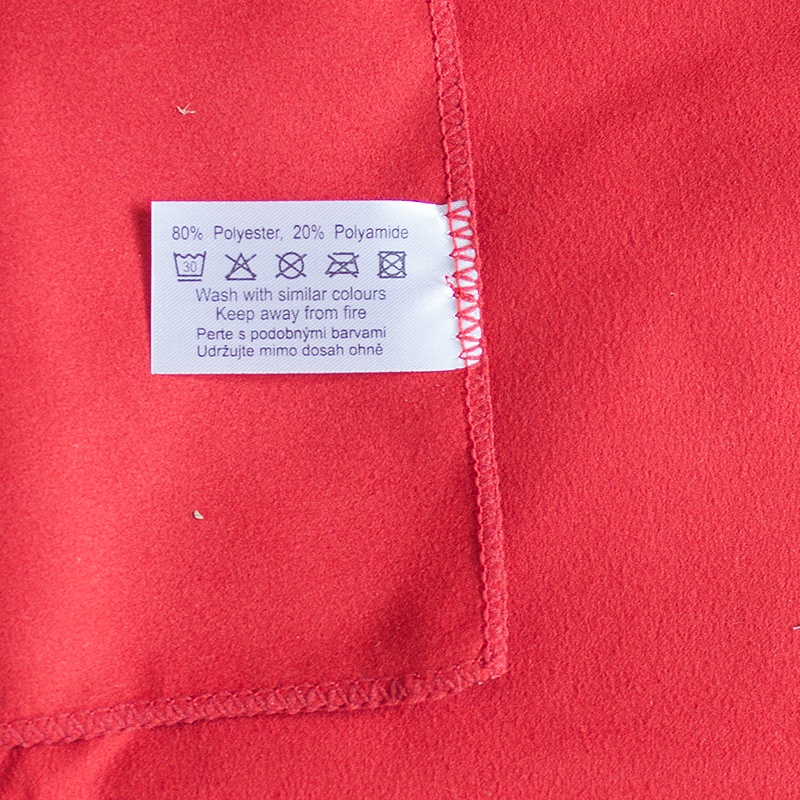 80% Polyester, 20% Polyamide
30
Wash with similar colours
Keep away from fire
Perte s podobnými barvami
Udržujte mimo dosah ohně